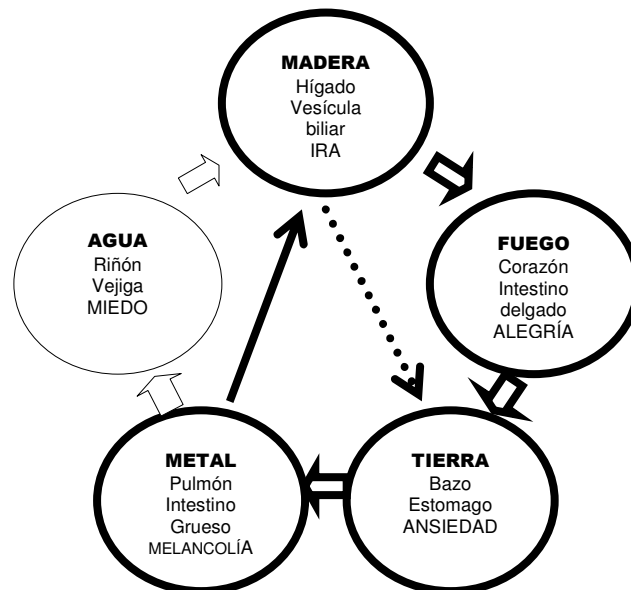 MADERA
Hígado
Vesícula
biliar
IRA
AGUA
Riñón
Vejiga
MIEDO
FUEGO
Corazón
Intestino
delgado
ALEGRÍA
METAL
Pulmón
Intestino
Grueso
MELANCOLÍA
TIERRA
Bazo
Estomago
ANSIEDAD